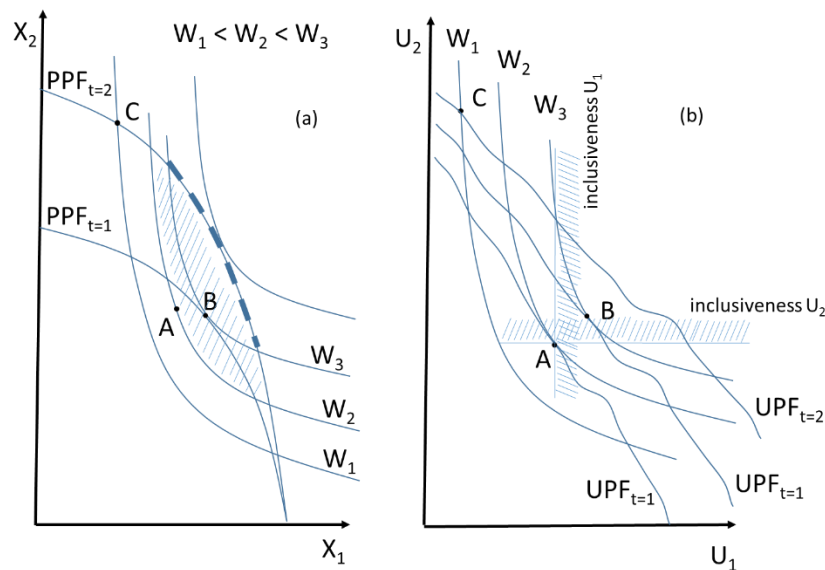 X2
W1 < W2 < W3
PPFt=2
C
(a)
PPFt=1
A
B
W3
W2
W1
X1
U2
W1
W2
C
W3
(b)
inclusiveness U1
B
inclusiveness U2
A
UPFt=2
UPFt=1
UPFt=1
U1